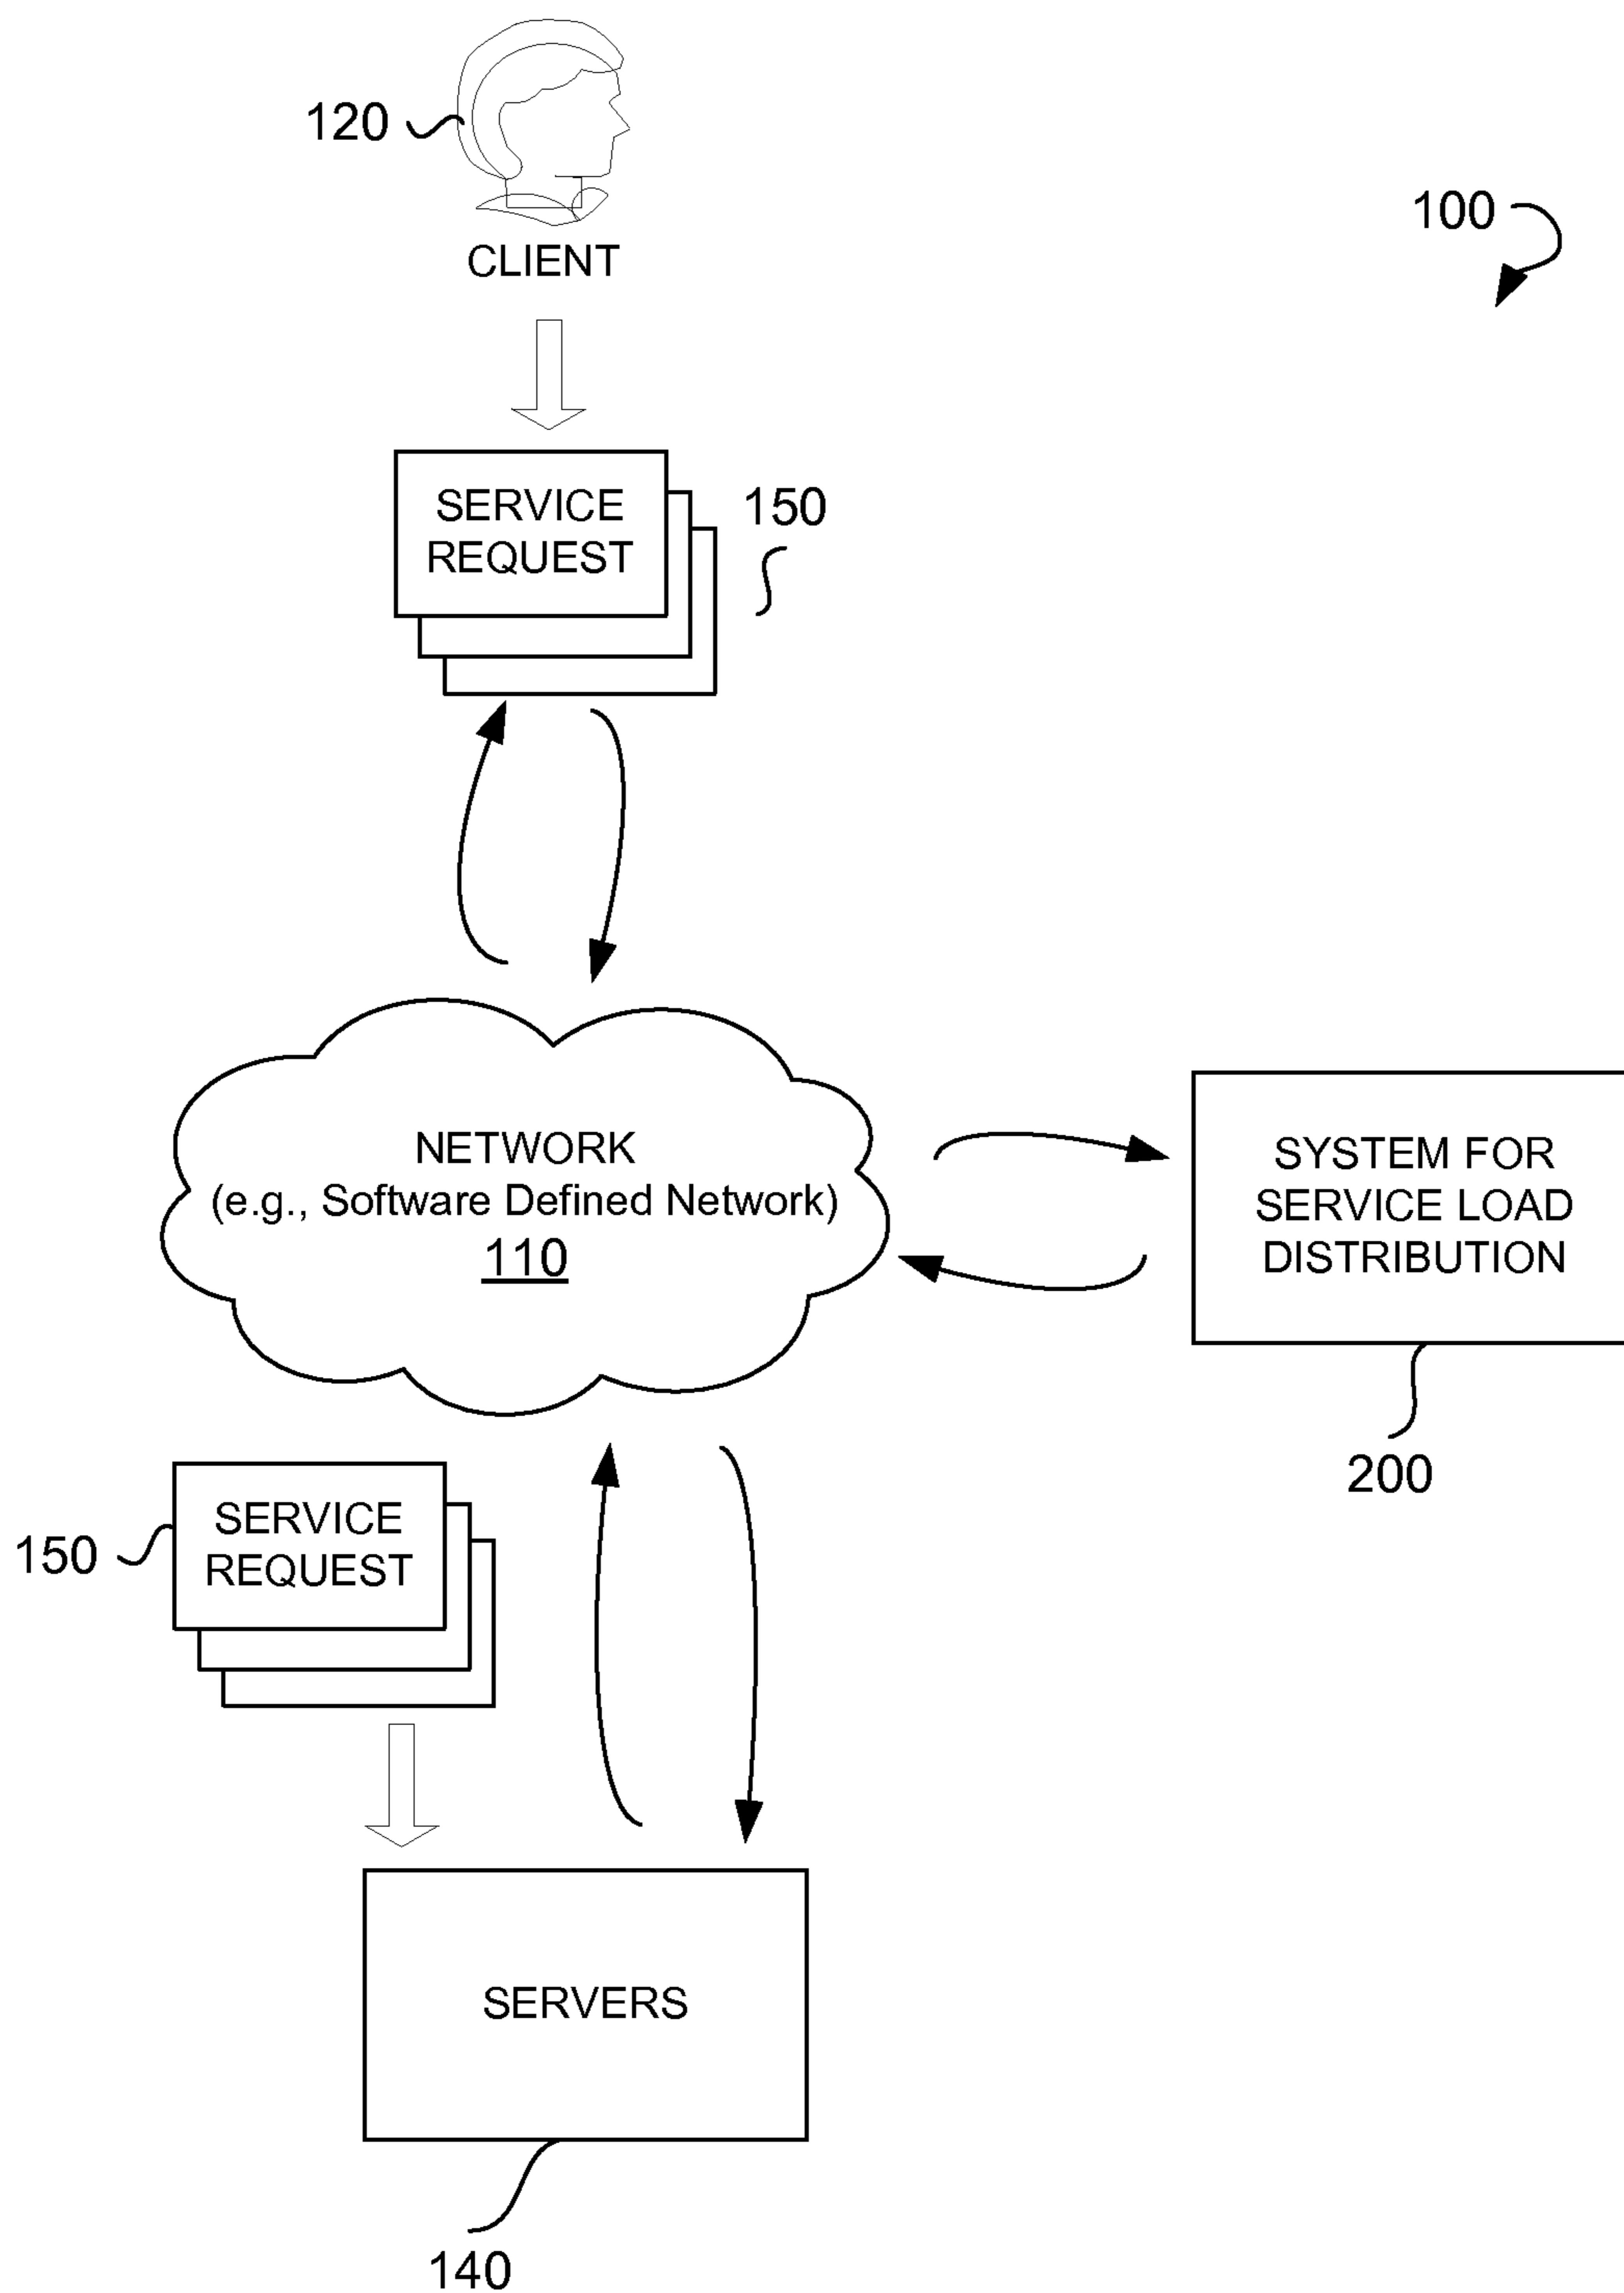 120
CLIENT
100
SERVICE
REQUEST
150
NETWORK
(e.g., Software Defined Network)
110
SYSTEM FOR
SERVICE LOAD
DISTRIBUTION
200
150
SERVICE
REQUEST
SERVERS
140